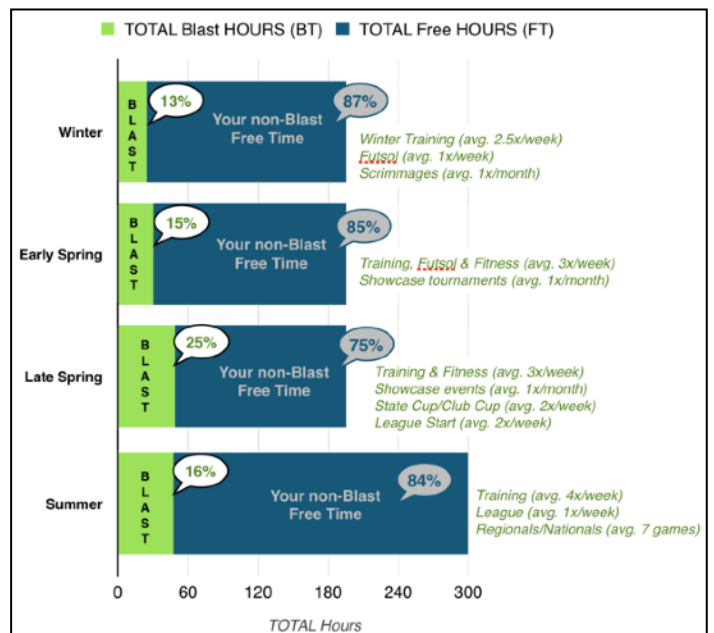 TOTAL Blast HOURS (BT) TOTAL Free HOURS (FT)
Winter
B
L
A
S
T
13%
Your non-Blast
Free Time
87%
Winter Training (avg. 2.5x/week)
Futsol (avg. 1x/week)
Scrimmages (avg. 1x/month)
Early Spring
B
L
A
S
T
15%
Your non-Blast
Free Time
85%
Training, Futsol & Fitness (avg. 3x/week)
Showcase tournaments (avg. 1x/month)
Late Spring
B
L
A
S
T
25%
Your non-Blast
Free Time
75%
Training & Fitness (avg. 3x/week)
Showcase events (avg. 1x/month)
State Cup/Club Cup (avg. 2x/week)
League Start (avg. 2x/week)
Summer
B
L
A
S
T
16%
Your non-Blast
Free Time
84%
Training (avg. 4x/week)
League (avg. 1x/week)
Regionals/Nationals (avg. 7 games)
0 60 120 180 240 300
TOTAL Hours